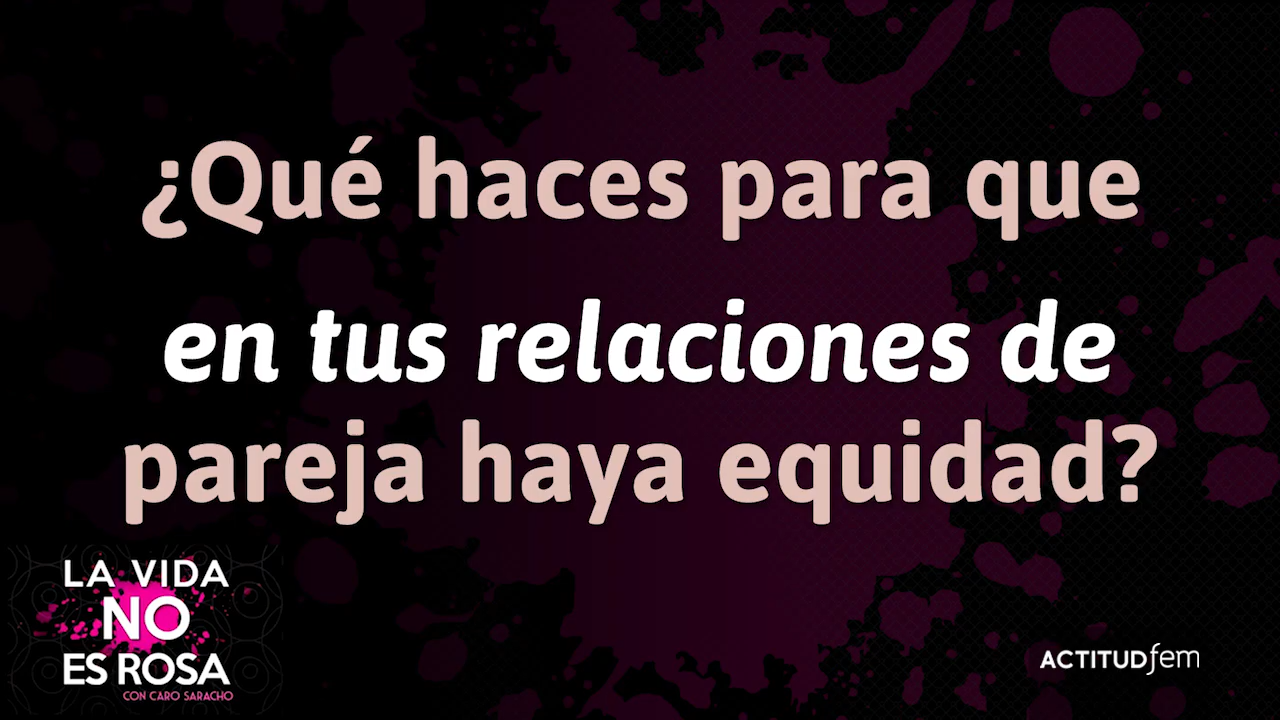 ¿Qué haces para que
en tus relaciones de
pareja haya equidad?
LA VIDA
NO
ES ROSA
CON CARO SARACHO
ACTITUDfem